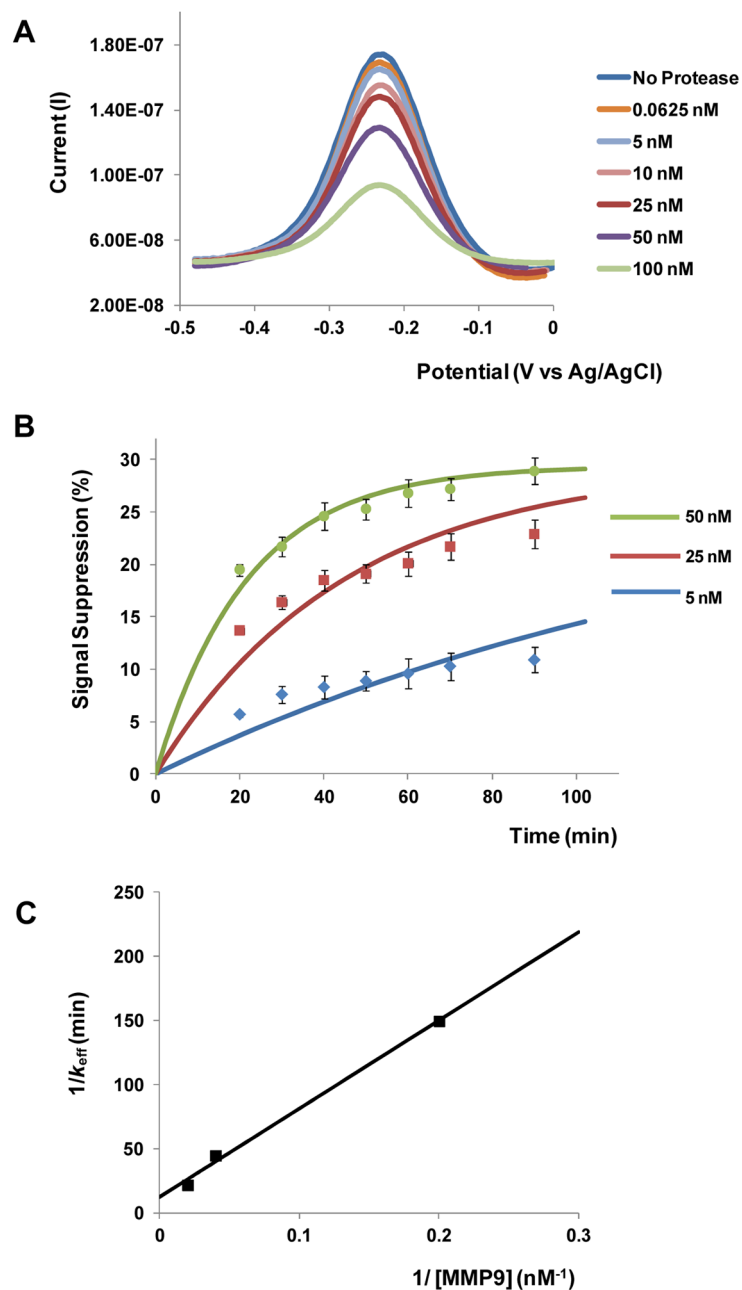 A
Current (I)
1.80E-07
1.40E-07
1.00E-07
6.00E-08
2.00E-08
-0.5 -0.4 -0.3 -0.2 -0.1 0
Potential (V vs Ag/AgCl)
No Protease
0.0625 nM
5 nM
10 nM
25 nM
50 nM
100 nM
B
Signal Suppression (%)
30
25
20
15
10
5
0
0 20 40 60 80 100
Time (min)
50 nM
25 nM
5 nM
C
1/keff (min)
250
200
150
100
50
0
0 0.1 0.2 0.3
1/ [MMP9] (nM⁻¹)